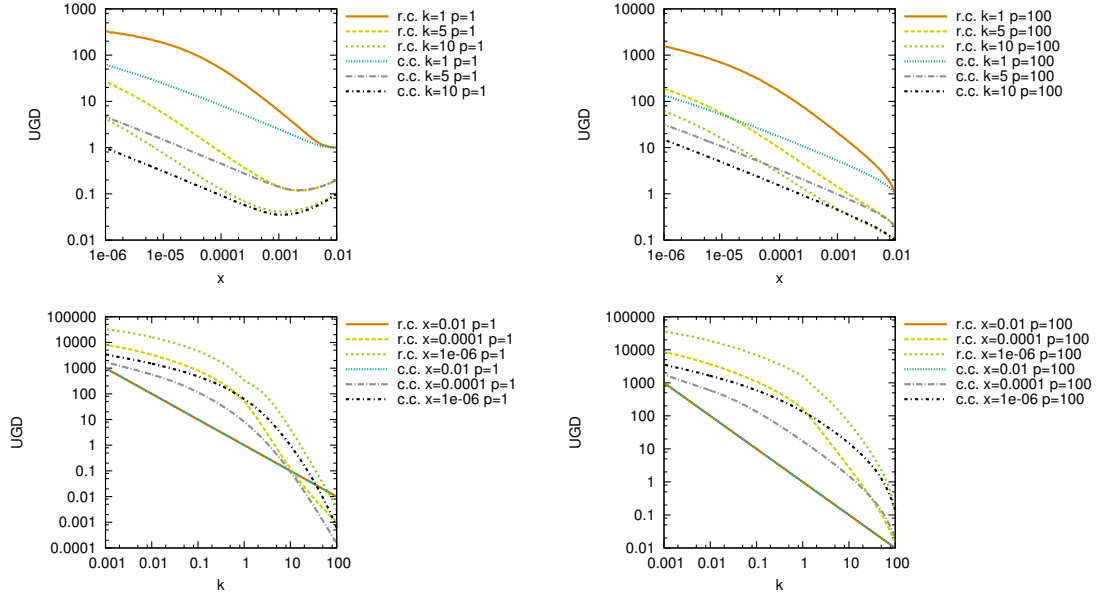 1000
100
10
1
0.1
0.01
UGD
1e-06 1e-05 0.0001 0.001 0.01
x
r.c. k=1 p=1
r.c. k=5 p=1
r.c. k=10 p=1
c.c. k=1 p=1
c.c. k=5 p=1
c.c. k=10 p=1
10000
1000
100
10
1
0.1
UGD
1e-06 1e-05 0.0001 0.001 0.01
x
r.c. k=1 p=100
r.c. k=5 p=100
r.c. k=10 p=100
c.c. k=1 p=100
c.c. k=5 p=100
c.c. k=10 p=100
100000
10000
1000
100
10
1
0.1
0.01
0.001
0.0001
UGD
0.001 0.01 0.1 1 10 100
k
r.c. x=0.01 p=1
r.c. x=0.0001 p=1
r.c. x=1e-06 p=1
c.c. x=0.01 p=1
c.c. x=0.0001 p=1
c.c. x=1e-06 p=1
100000
10000
1000
100
10
1
0.1
0.01
UGD
0.001 0.01 0.1 1 10 100
k
r.c. x=0.01 p=100
r.c. x=0.0001 p=100
r.c. x=1e-06 p=100
c.c. x=0.01 p=100
c.c. x=0.0001 p=100
c.c. x=1e-06 p=100